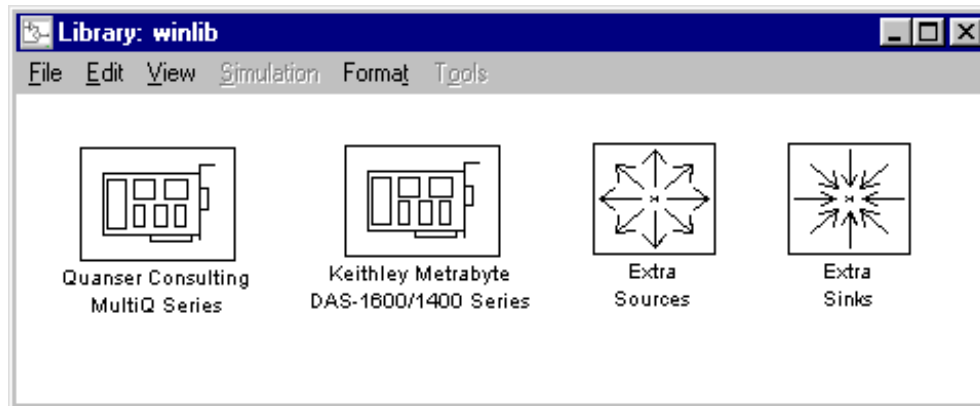 Library: winlib
File Edit View Simulation Format Tools
Quanser Consulting
MultiQ Series
Keithley Metrabyte
DAS-1600/1400 Series
Extra
Sources
Extra
Sinks